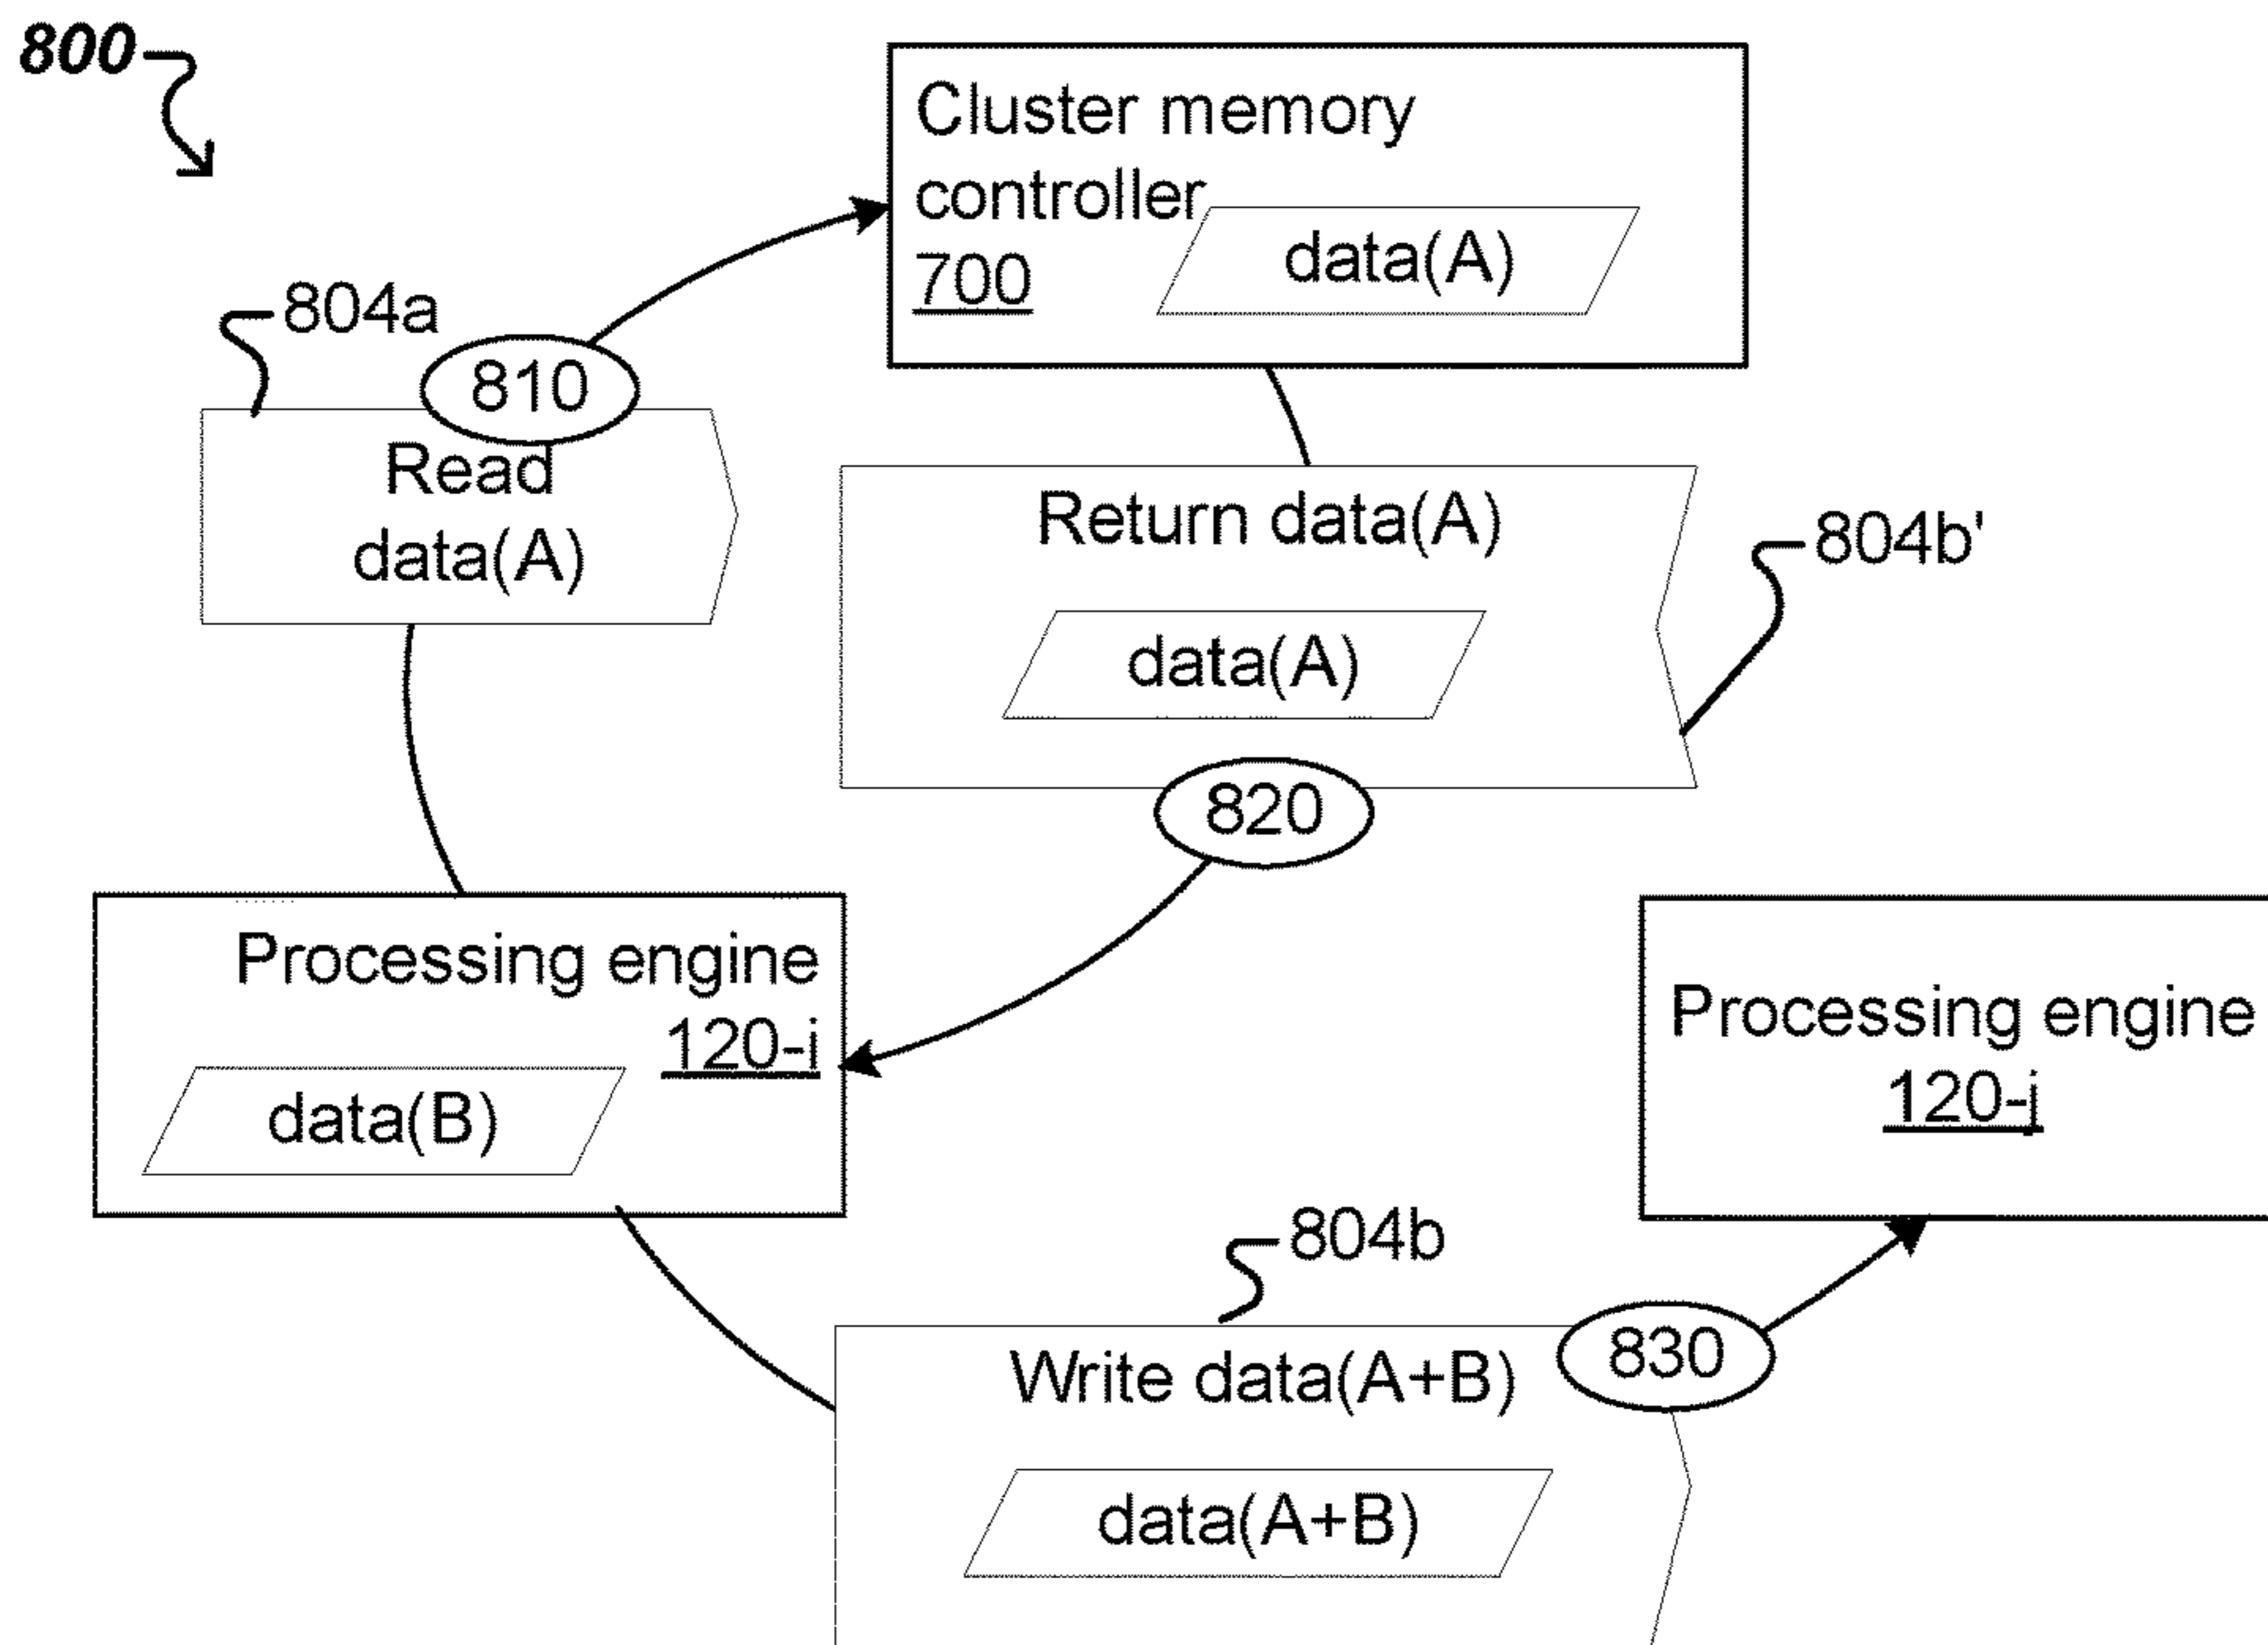 800
Cluster memory
controller
700
data(A)
804a
810
Read
data(A)
Return data(A)
data(A)
804b'
820
Processing engine
120-i
data(B)
Processing engine
120-j
804b
Write data(A+B)
830
data(A+B)